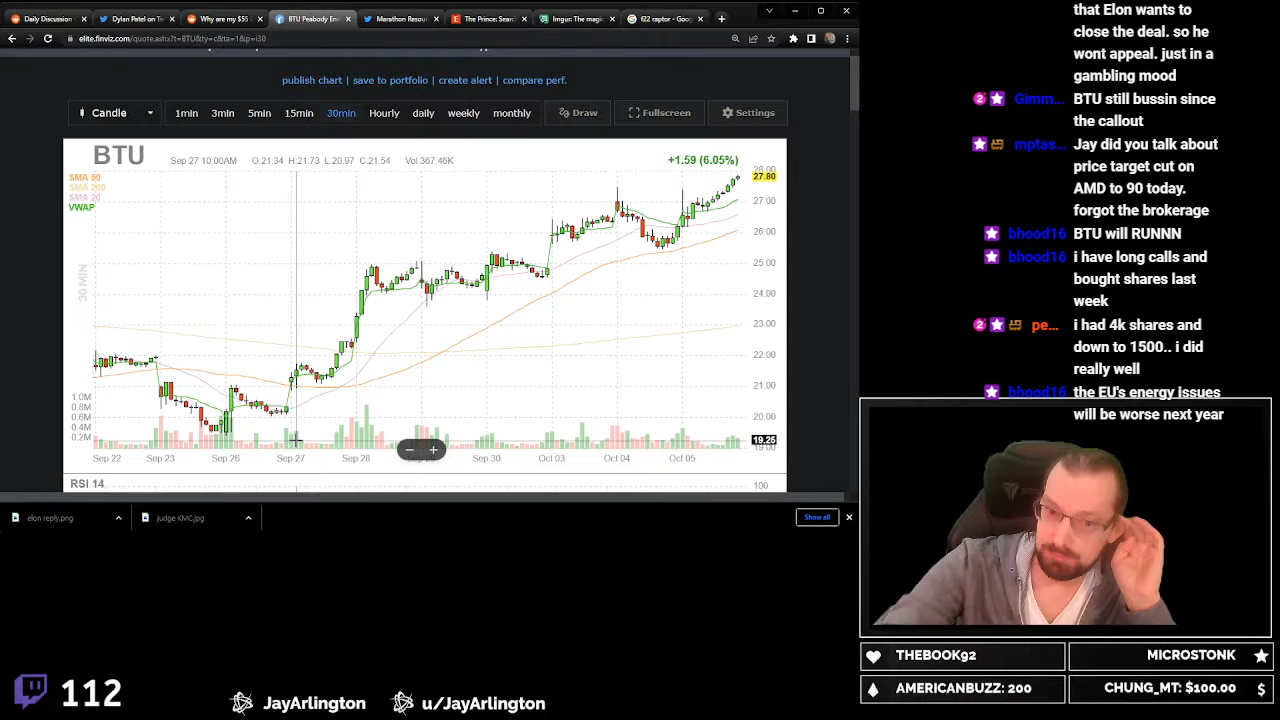 Daily Discussion
Dylan Patel on Tw
Why are my $55
BTU Peabody Ene
Marathon Resour
The Prince: Searc
Imgur: The magic
f22 raptor - Goog
elite.finviz.com/quote.ashx?t=BTU&ty=c&ta=1&p=i30
publish chart | save to portfolio | create alert | compare perf.
Candle
1min 3min 5min 15min 30min Hourly daily weekly monthly Draw Fullscreen Settings
BTU Sep 27 10:00AM O:21.34 H:21.73 L:20.97 C:21.54 Vol:367.46K +1.59 (6.05%)
SMA 50
SMA 200
SMA 20
VWAP
30 MIN
28.00
27.80
27.00
26.00
25.00
24.00
23.00
22.00
21.00
20.00
19.25
19.00
1.0M
0.8M
0.6M
0.4M
0.2M
Sep 22 Sep 23 Sep 26 Sep 27 Sep 28 Sep 30 Oct 03 Oct 04 Oct 05
RSI 14
100
elon reply.png
judge KMC.jpg
Show all
that Elon wants to
close the deal. so he
wont appeal. just in a
gambling mood
Gimm... BTU still bussin since
the callout
mptas... Jay did you talk about
price target cut on
AMD to 90 today.
forgot the brokerage
bhood16 BTU will RUNNN
bhood16 i have long calls and
bought shares last
week
pe... i had 4k shares and
down to 1500.. i did
really well
bhood16 the EU's energy issues
will be worse next year
THEBOOK92
MICROSTONK
AMERICANBUZZ: 200
CHUNG_MT: $100.00
112
JayArlington
u/JayArlington